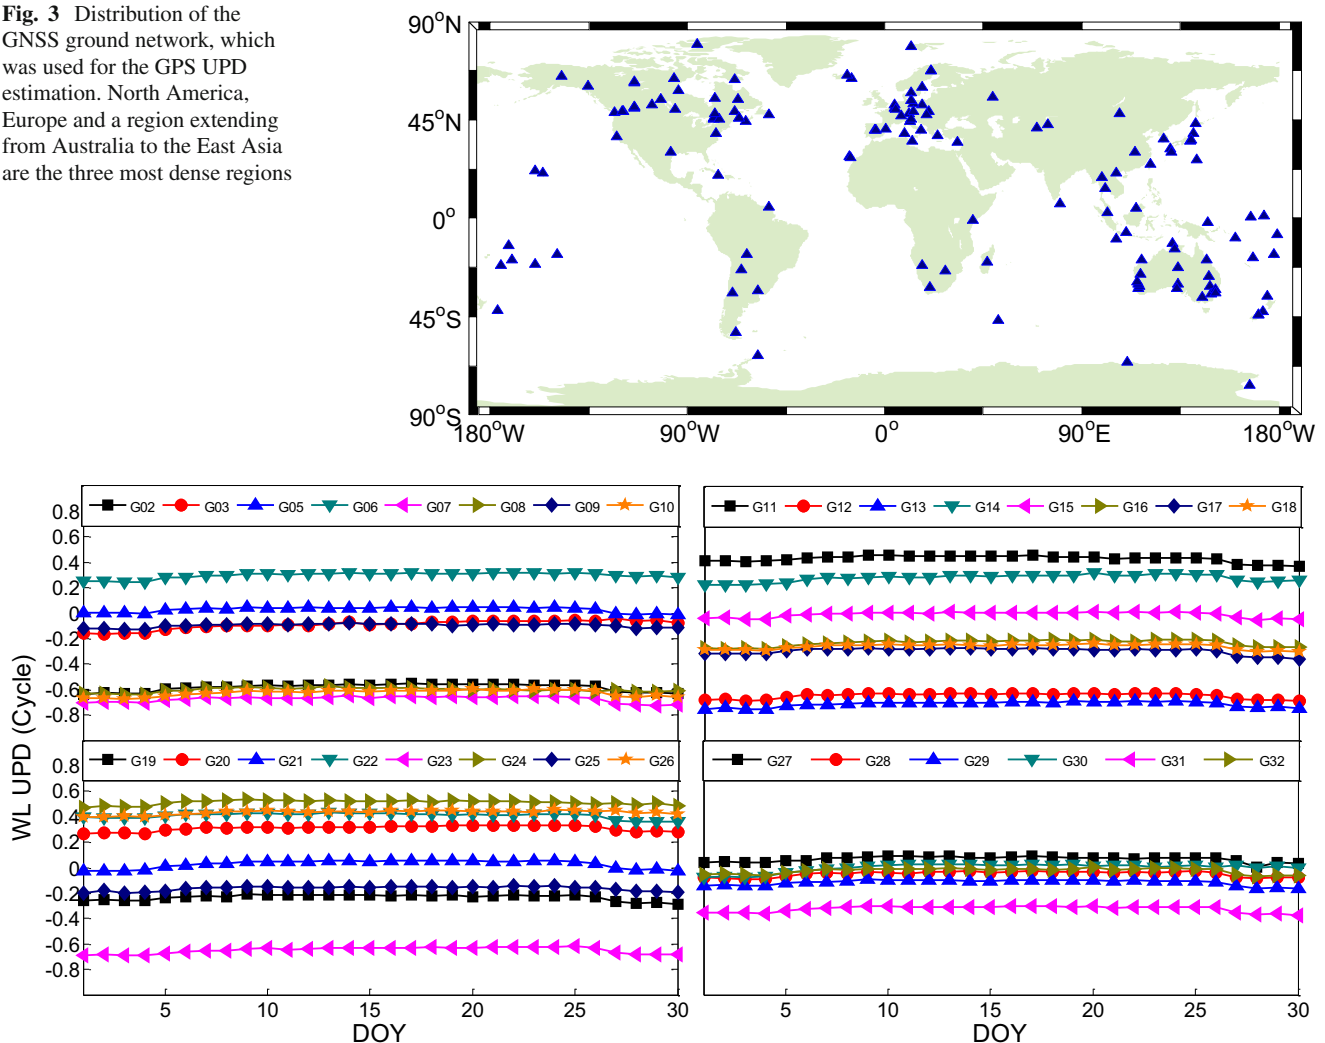 Fig. 3 Distribution of the
GNSS ground network, which
was used for the GPS UPD
estimation. North America,
Europe and a region extending
from Australia to the East Asia
are the three most dense regions
90°N
45°N
0°
45°S
90°S
180°W 90°W 0° 90°E 180°W
WL UPD (Cycle)
G02 G03 G05 G06 G07 G08 G09 G10
0.8
0.6
0.4
0.2
0
-0.2
-0.4
-0.6
-0.8
G11 G12 G13 G14 G15 G16 G17 G18
G19 G20 G21 G22 G23 G24 G25 G26
0.8
0.6
0.4
0.2
0
-0.2
-0.4
-0.6
-0.8
5 10 15 20 25 30
DOY
G27 G28 G29 G30 G31 G32
5 10 15 20 25 30
DOY